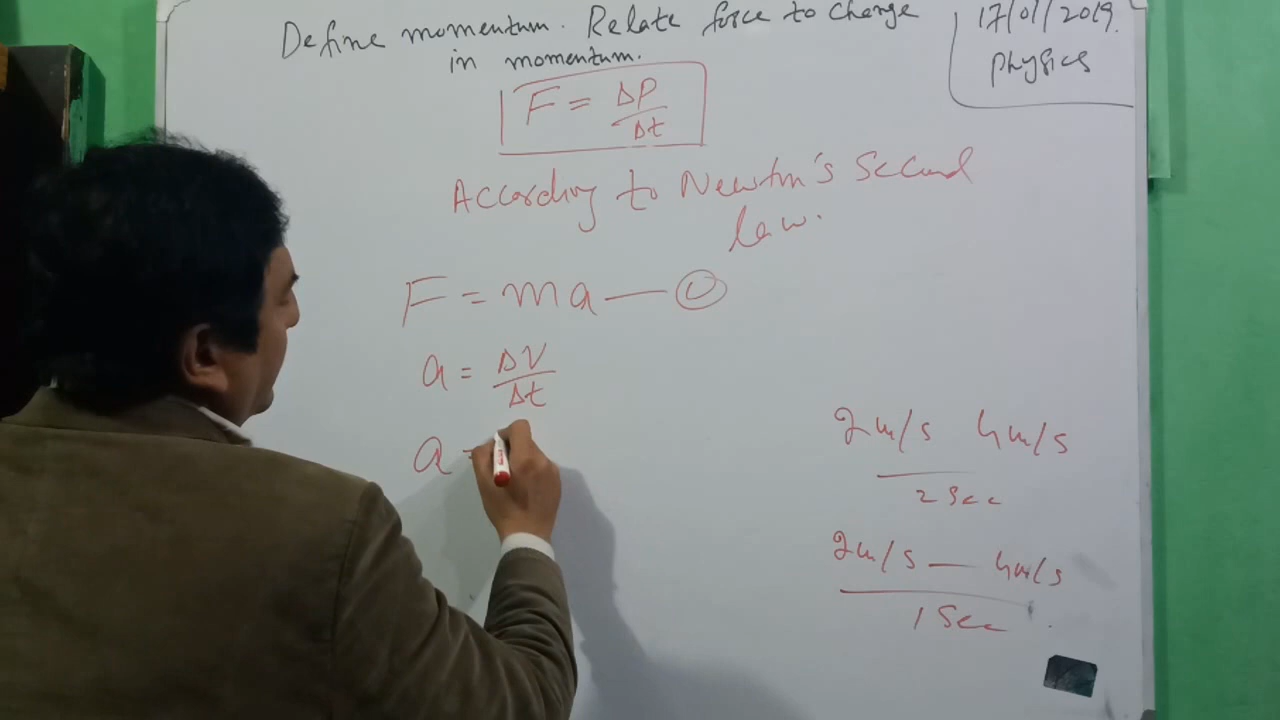 Define momentum. Relate force to change
in momentum.
17/01/2019.
physics
F = ΔP/Δt
According to Newton's Second
law.
F = ma — ①
a = ΔV/Δt
a =
2m/s 4m/s
2 Sec
2m/s — 4m/s
1 Sec